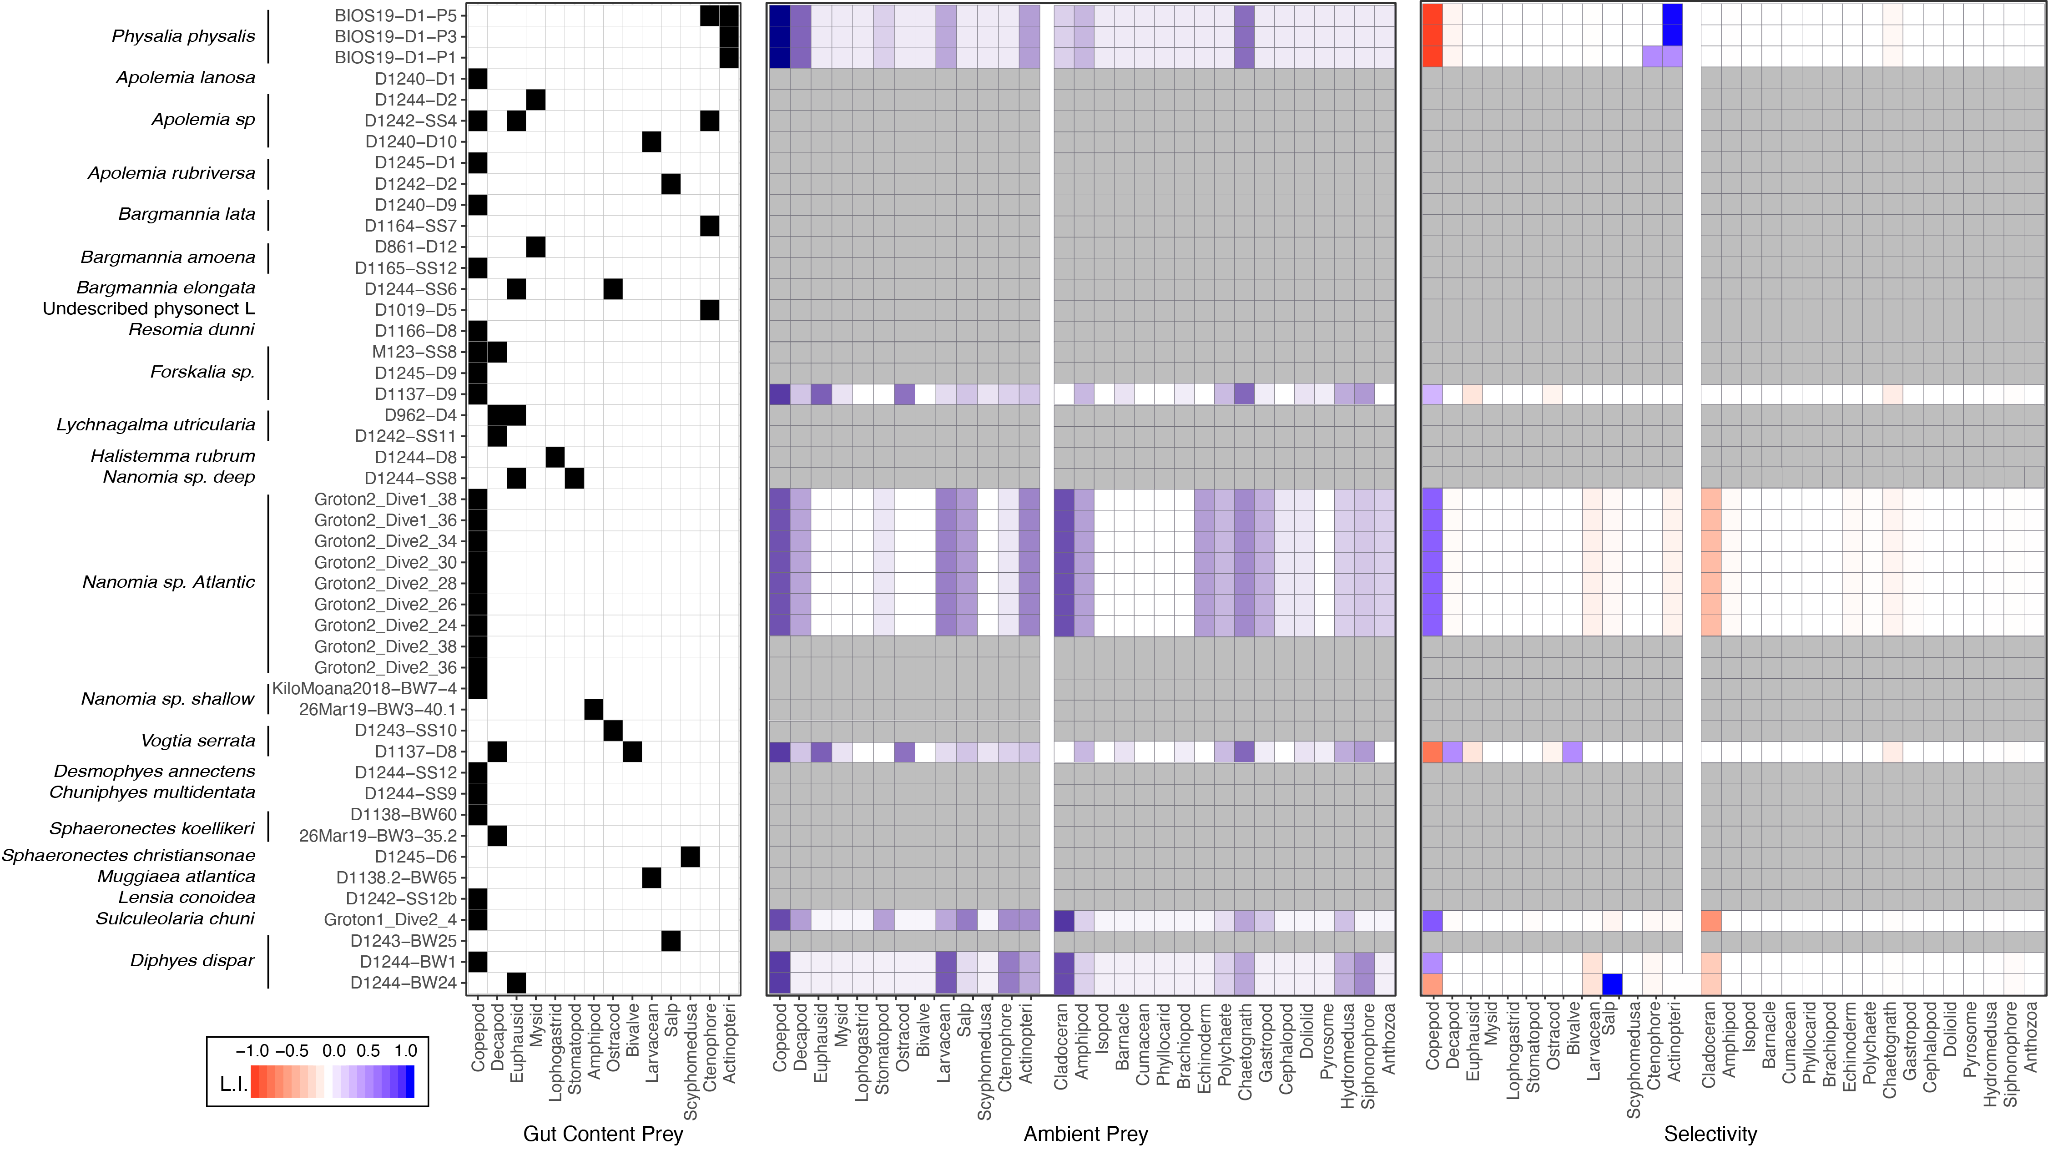 Physalia physalis
Apolemia lanosa
Apolemia sp
Apolemia rubriversa
Bargmannia lata
Bargmannia amoena
Bargmannia elongata
Undescribed physonect L
Resomia dunni
Forskalia sp.
Lychnagalma utricularia
Halistemma rubrum
Nanomia sp. deep
Nanomia sp. Atlantic
Nanomia sp. shallow
Vogtia serrata
Desmophyes annectens
Chuniphyes multidentata
Sphaeronectes koellikeri
Sphaeronectes christiansonae
Muggiaea atlantica
Lensia conoidea
Sulculeolaria chuni
Diphyes dispar
BIOS19−D1−P5
BIOS19−D1−P3
BIOS19−D1−P1
D1240−D1
D1244−D2
D1242−SS4
D1240−D10
D1245−D1
D1242−D2
D1240−D9
D1164−SS7
D861−D12
D1165−SS12
D1244−SS6
D1019−D5
D1166−D8
M123−SS8
D1245−D9
D1137−D9
D962−D4
D1242−SS11
D1244−D8
D1244−SS8
Groton2_Dive1_38
Groton2_Dive1_36
Groton2_Dive2_34
Groton2_Dive2_30
Groton2_Dive2_28
Groton2_Dive2_26
Groton2_Dive2_24
Groton2_Dive2_38
Groton2_Dive2_36
KiloMoana2018−BW7−4
26Mar19−BW3−40.1
D1243−SS10
D1137−D8
D1244−SS12
D1244−SS9
D1138−BW60
26Mar19−BW3−35.2
D1245−D6
D1138.2−BW65
D1242−SS12b
Groton1_Dive2_4
D1243−BW25
D1244−BW1
D1244−BW24
Copepod
Decapod
Euphausid
Mysid
Lophogastrid
Stomatopod
Amphipod
Ostracod
Bivalve
Larvacean
Salp
Scyphomedusa
Ctenophore
Actinopteri
Gut Content Prey
Copepod
Decapod
Euphausid
Mysid
Lophogastrid
Stomatopod
Ostracod
Bivalve
Larvacean
Salp
Scyphomedusa
Ctenophore
Actinopteri
Cladoceran
Amphipod
Isopod
Barnacle
Cumacean
Phyllocarid
Brachiopod
Echinoderm
Polychaete
Chaetognath
Gastropod
Cephalopod
Doliolid
Pyrosome
Hydromedusa
Siphonophore
Anthozoa
Ambient Prey
Copepod
Decapod
Euphausid
Mysid
Lophogastrid
Stomatopod
Ostracod
Bivalve
Larvacean
Salp
Scyphomedusa
Ctenophore
Actinopteri
Cladoceran
Amphipod
Isopod
Barnacle
Cumacean
Phyllocarid
Brachiopod
Echinoderm
Polychaete
Chaetognath
Gastropod
Cephalopod
Doliolid
Pyrosome
Hydromedusa
Siphonophore
Anthozoa
Selectivity
−1.0 −0.5 0.0 0.5 1.0
L.I.